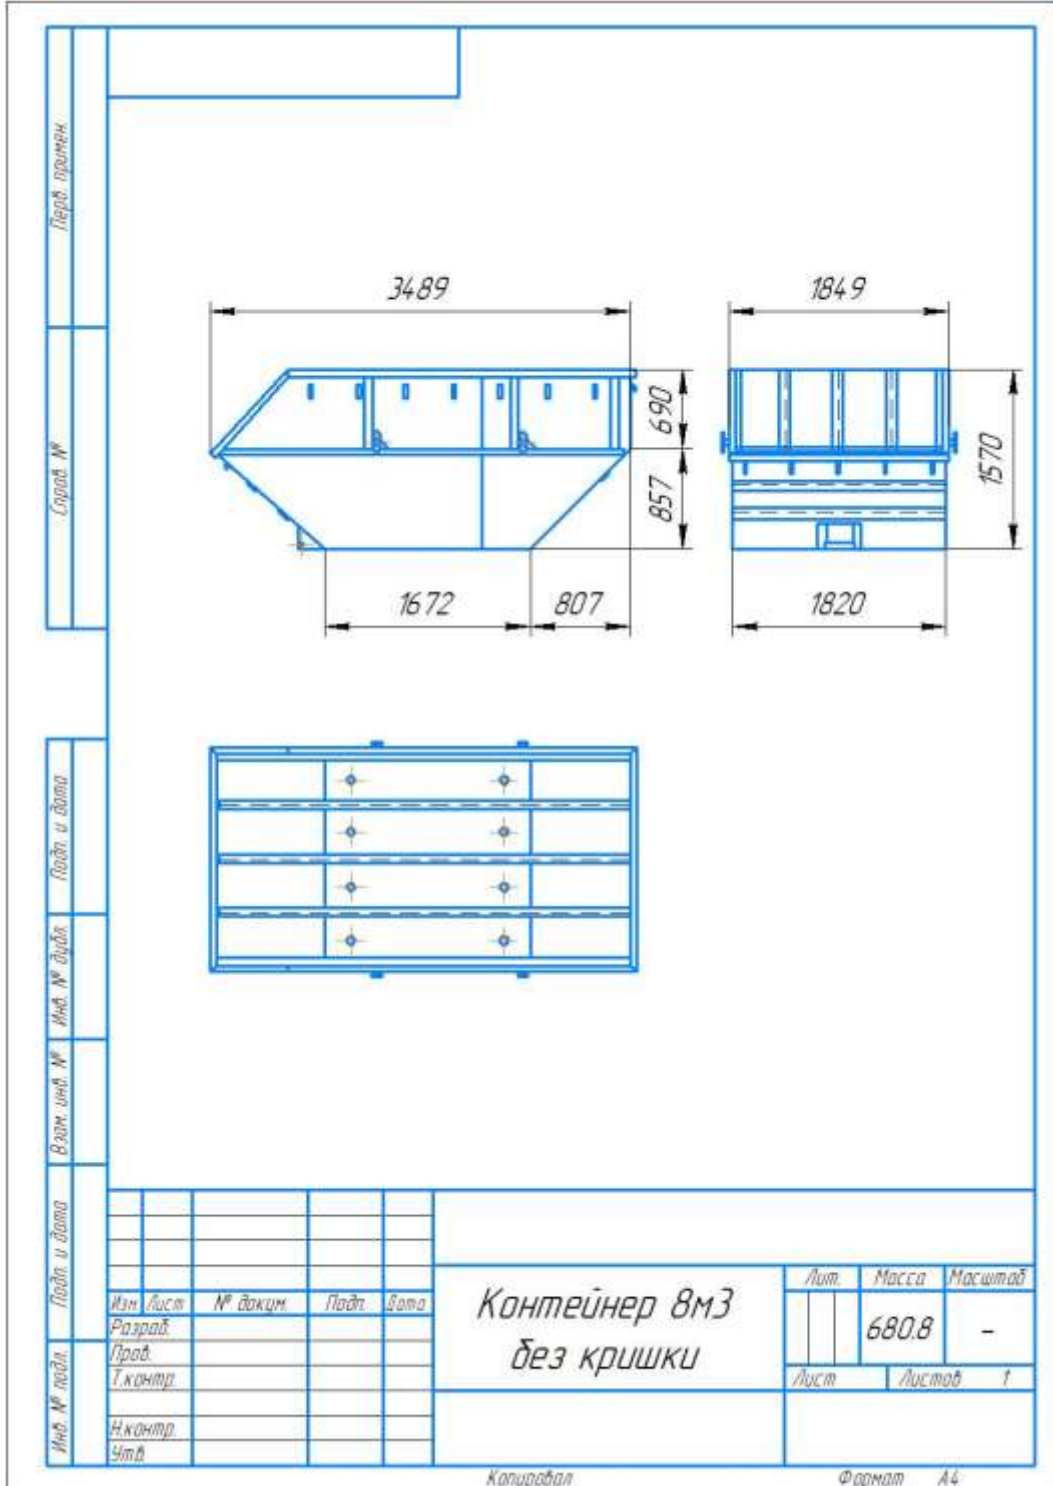 Перв. примен.
Справ. №
3489
1849
690
857
1570
1672
807
1820
Подп. и дата
Инв. № дубл.
Взам. инв. №
Подп. и дата
Инв. № подл.
Изм. Лист № докум. Подп. Дата
Разраб.
Пров.
Т.контр.
Н.контр.
Утв.
Контейнер 8м3
без кришки
Лит. Масса Масштаб
680.8 -
Лист Листов 1
Копировал Формат А4